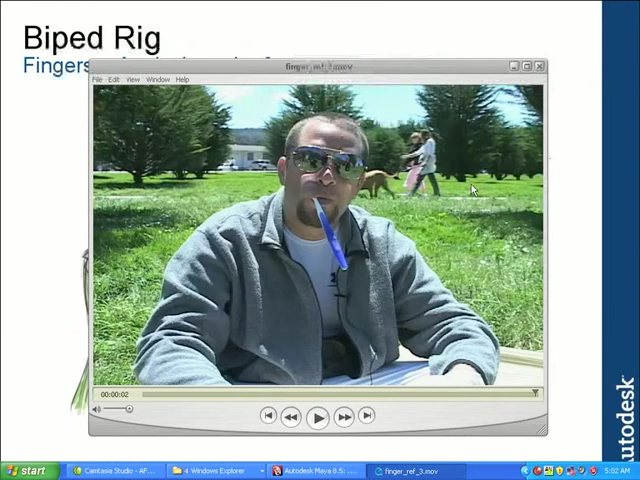 Biped Rig
Fingers
finger_ref_3.mov
File Edit View Window Help
00:00:02
Autodesk
start
Camtasia Studio - AF...
4 Windows Explorer
Autodesk Maya 8.5: ...
finger_ref_3.mov
5:02 AM